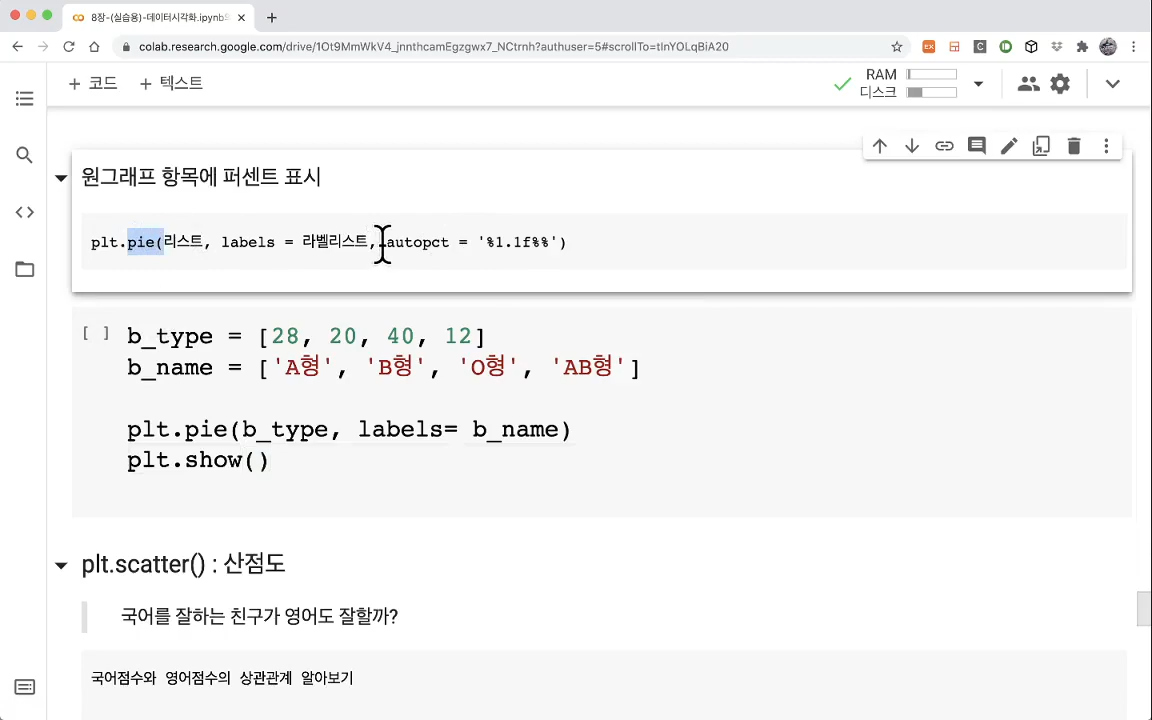 8장-(실습용)-데이터시각화.ipynb
colab.research.google.com/drive/1Ot9MmWkV4_jnnthcamEgzgwx7_NCtrnh?authuser=5#scrollTo=tlnYOLqBiA20
+ 코드 + 텍스트
RAM
디스크
원그래프 항목에 퍼센트 표시
plt.pie(리스트, labels = 라벨리스트, autopct = '%1.1f%%')
[ ] b_type = [28, 20, 40, 12]
b_name = ['A형', 'B형', 'O형', 'AB형']
plt.pie(b_type, labels= b_name)
plt.show()
plt.scatter() : 산점도
국어를 잘하는 친구가 영어도 잘할까?
국어점수와 영어점수의 상관관계 알아보기